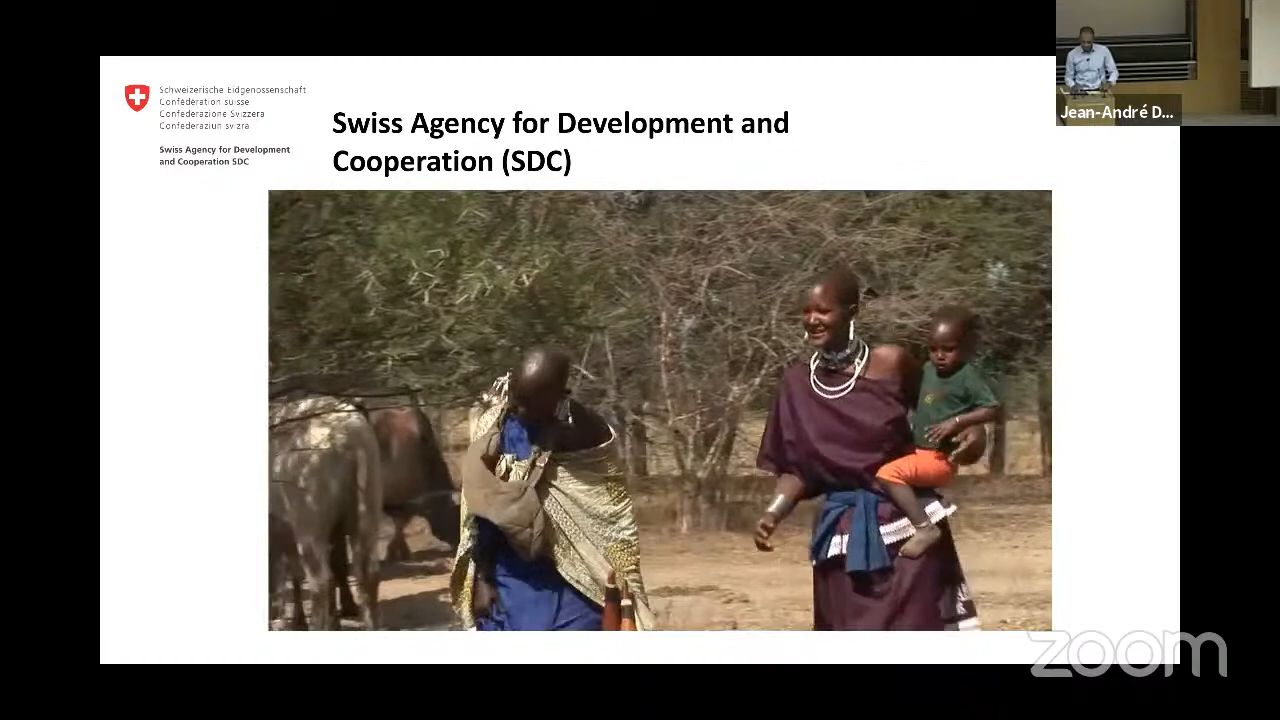 Schweizerische Eidgenossenschaft
Confédération suisse
Confederazione Svizzera
Confederaziun svizra
Swiss Agency for Development
and Cooperation SDC
Swiss Agency for Development and
Cooperation (SDC)
Jean-André D...
zoom